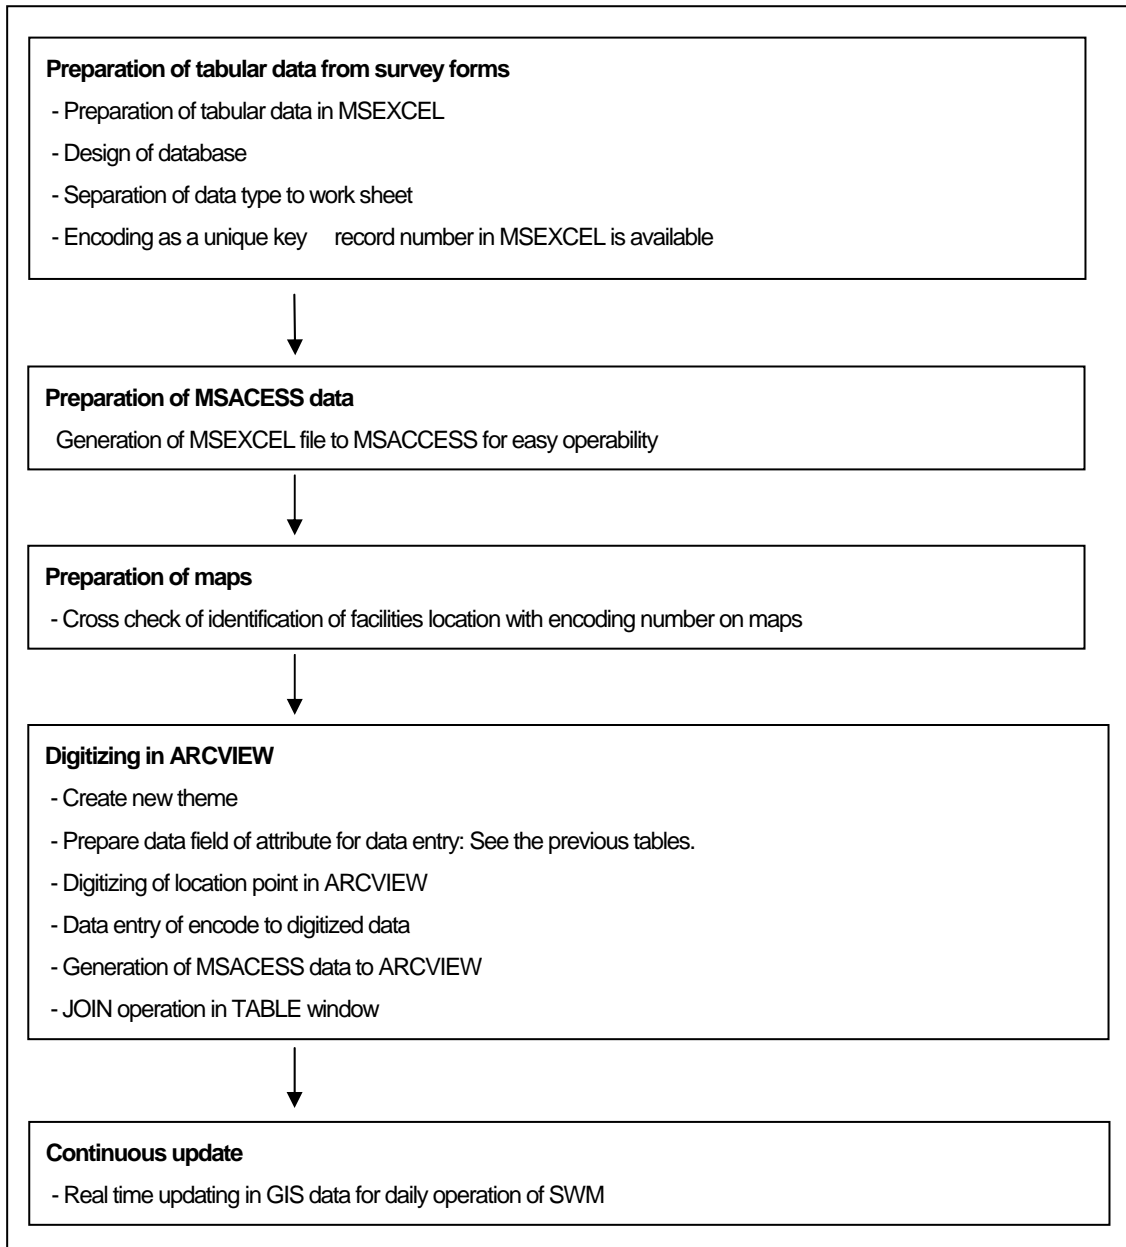 Preparation of tabular data from survey forms
- Preparation of tabular data in MSEXCEL
- Design of database
- Separation of data type to work sheet
- Encoding as a unique key    record number in MSEXCEL is available
Preparation of MSACESS data
Generation of MSEXCEL file to MSACCESS for easy operability
Preparation of maps
- Cross check of identification of facilities location with encoding number on maps
Digitizing in ARCVIEW
- Create new theme
- Prepare data field of attribute for data entry: See the previous tables.
- Digitizing of location point in ARCVIEW
- Data entry of encode to digitized data
- Generation of MSACESS data to ARCVIEW
- JOIN operation in TABLE window
Continuous update
- Real time updating in GIS data for daily operation of SWM